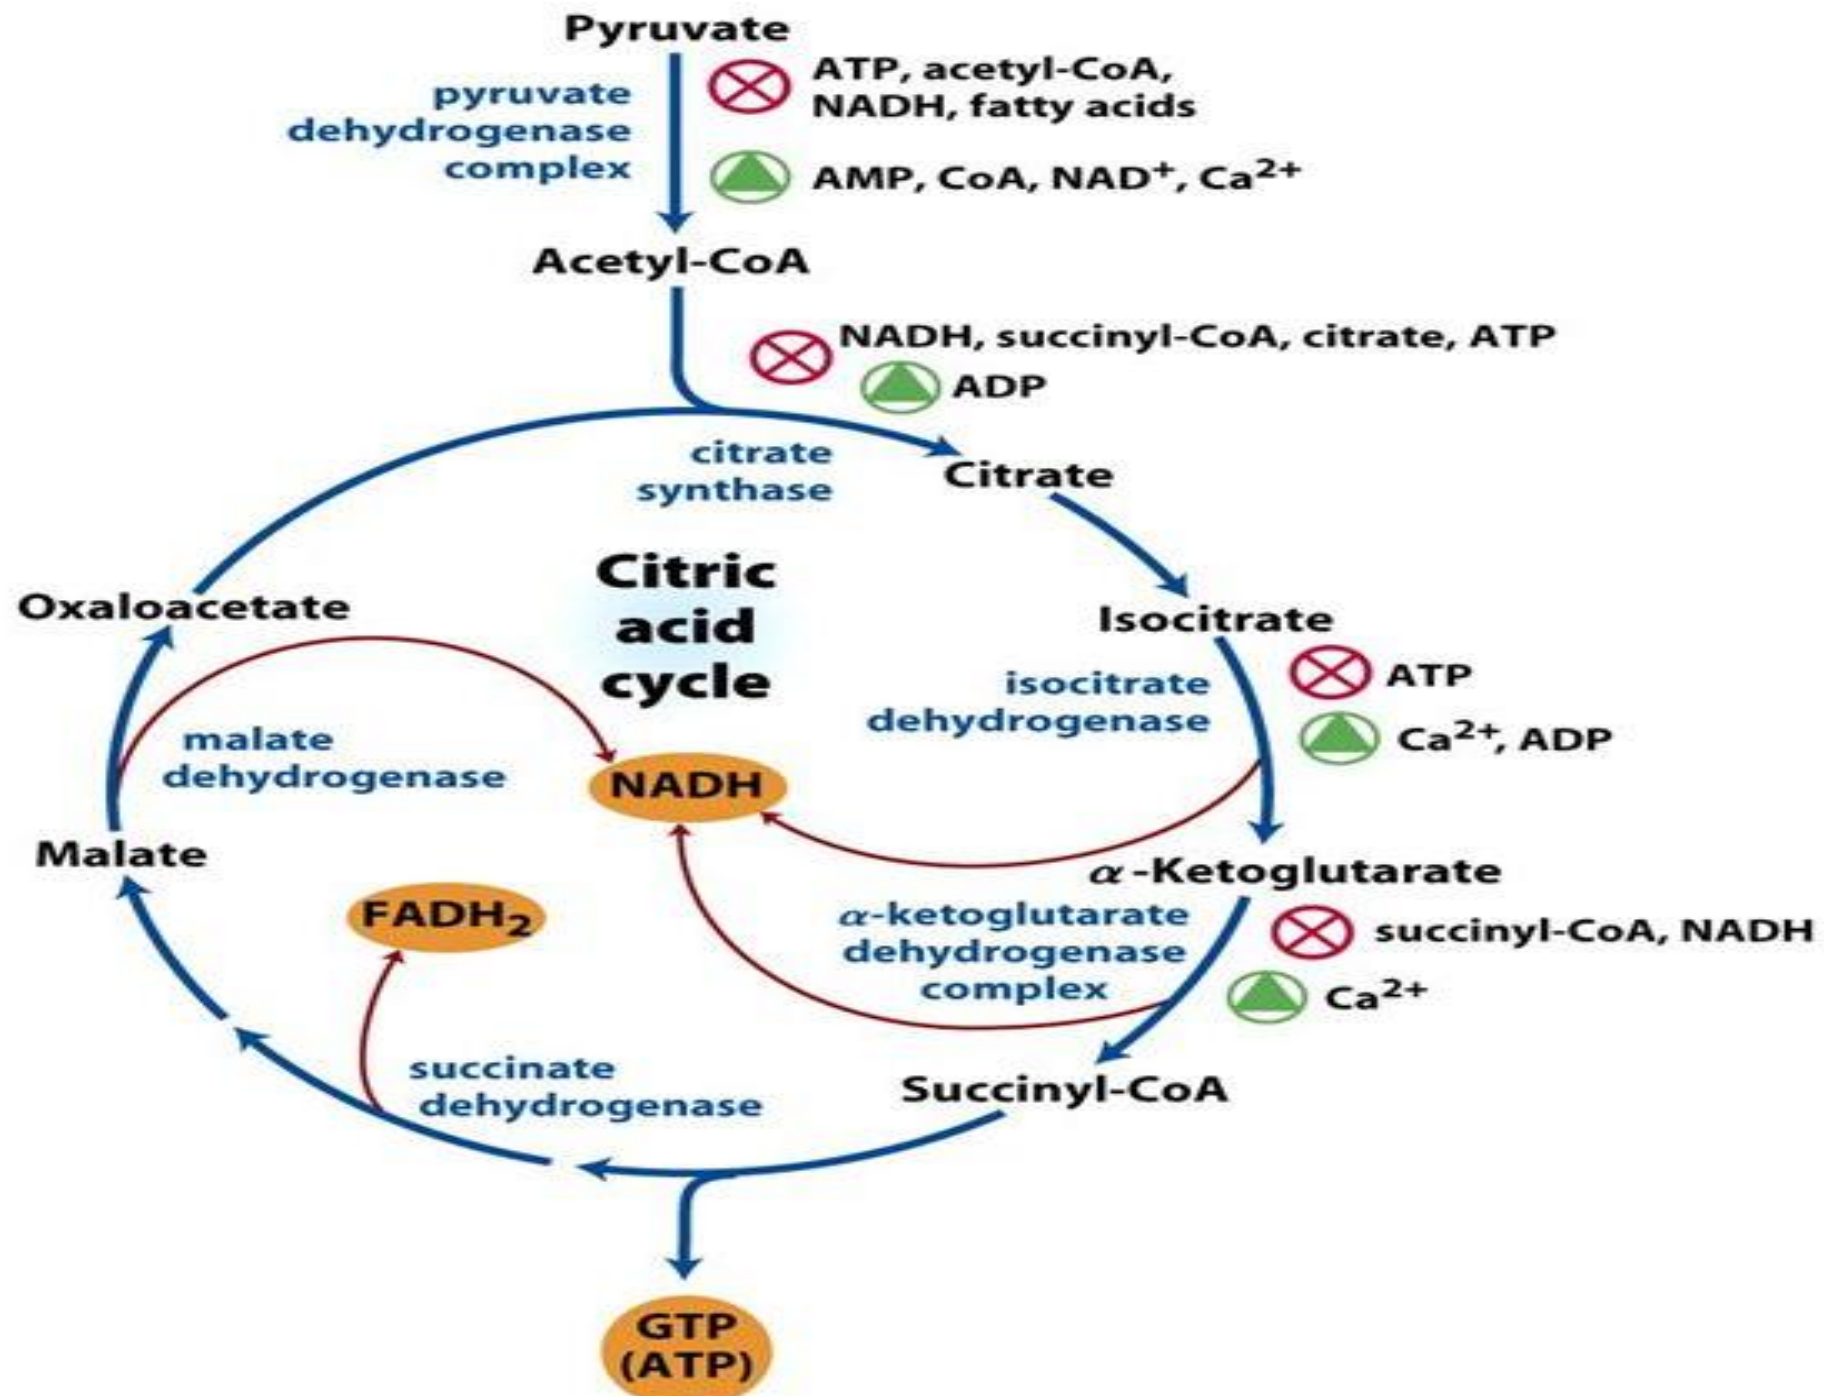 Pyruvate
pyruvate
dehydrogenase
complex
ATP, acetyl-CoA,
NADH, fatty acids
AMP, CoA, NAD⁺, Ca²⁺
Acetyl-CoA
NADH, succinyl-CoA, citrate, ATP
ADP
citrate
synthase
Citrate
Citric
acid
cycle
Oxaloacetate
Isocitrate
isocitrate
dehydrogenase
ATP
Ca²⁺, ADP
malate
dehydrogenase
NADH
Malate
α-Ketoglutarate
FADH₂
α-ketoglutarate
dehydrogenase
complex
succinyl-CoA, NADH
Ca²⁺
succinate
dehydrogenase
Succinyl-CoA
GTP
(ATP)